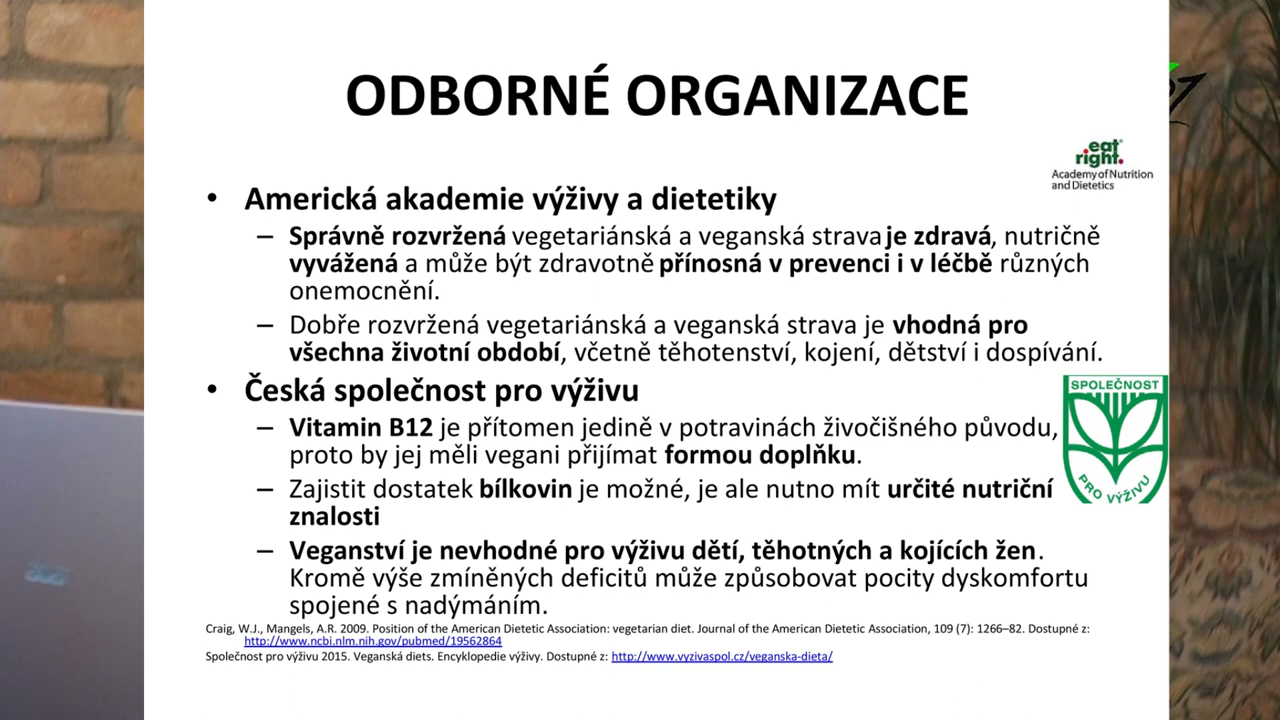 ODBORNÉ ORGANIZACE
eat
right.
Academy of Nutrition
and Dietetics
• Americká akademie výživy a dietetiky
– Správně rozvržená vegetariánská a veganská strava je zdravá, nutričně
vyvážená a může být zdravotně přínosná v prevenci i v léčbě různých
onemocnění.
– Dobře rozvržená vegetariánská a veganská strava je vhodná pro
všechna životní období, včetně těhotenství, kojení, dětství i dospívání.
• Česká společnost pro výživu
SPOLEČNOST
PRO VÝŽIVU
– Vitamin B12 je přítomen jedině v potravinách živočišného původu,
proto by jej měli vegani přijímat formou doplňku.
– Zajistit dostatek bílkovin je možné, je ale nutno mít určité nutriční
znalosti
– Veganství je nevhodné pro výživu dětí, těhotných a kojících žen.
Kromě výše zmíněných deficitů může způsobovat pocity dyskomfortu
spojené s nadýmáním.
Craig, W.J., Mangels, A.R. 2009. Position of the American Dietetic Association: vegetarian diet. Journal of the American Dietetic Association, 109 (7): 1266–82. Dostupné z:
http://www.ncbi.nlm.nih.gov/pubmed/19562864
Společnost pro výživu 2015. Veganská diets. Encyklopedie výživy. Dostupné z: http://www.vyzivaspol.cz/veganska-dieta/